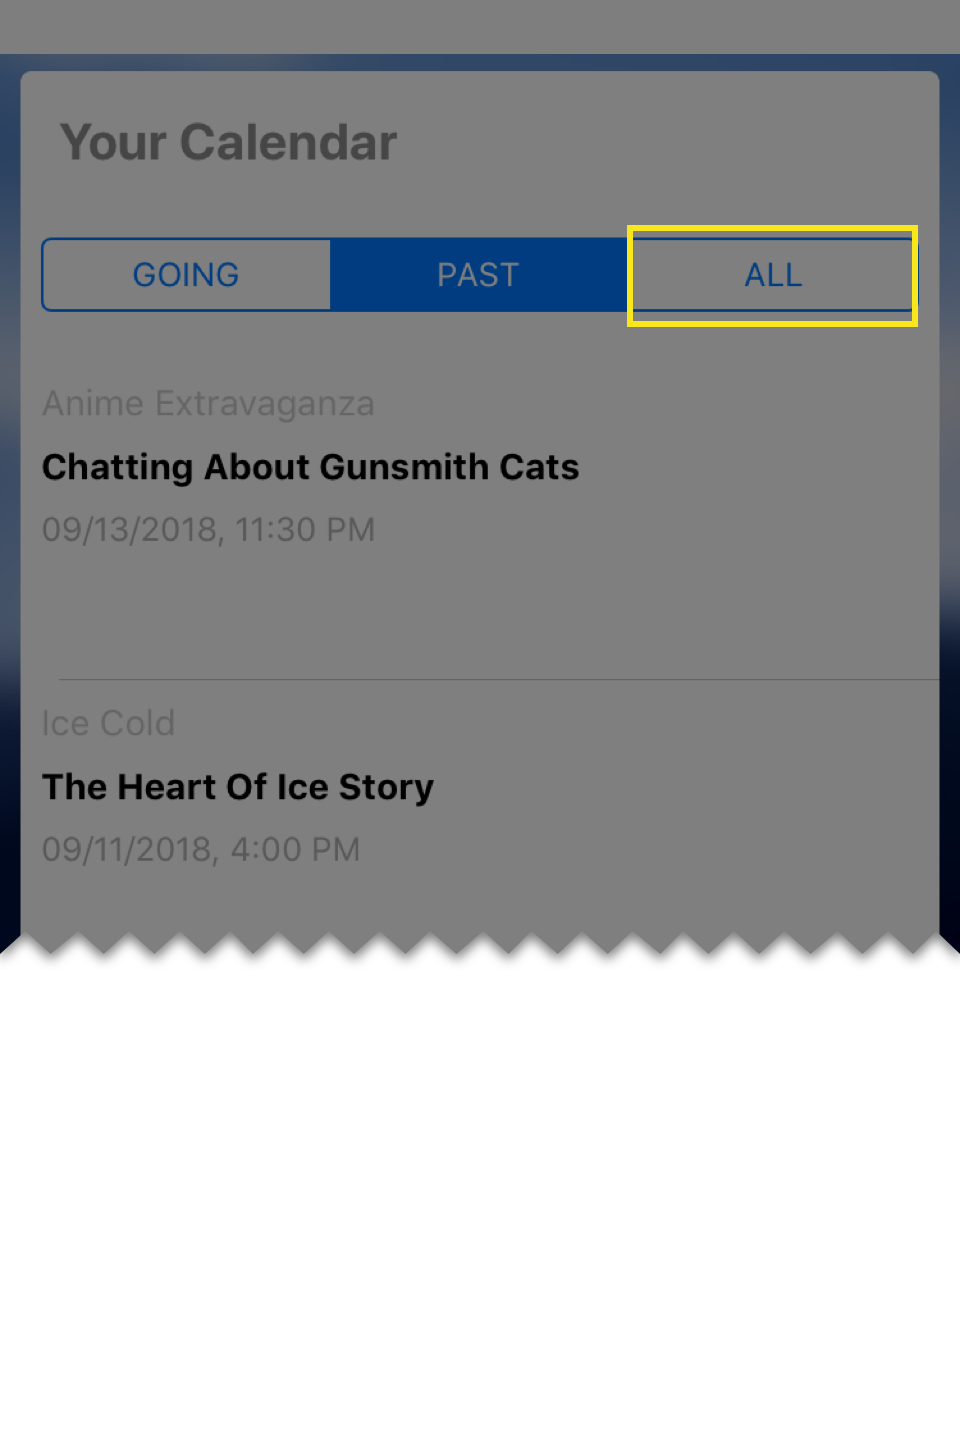 Your Calendar
GOING PAST ALL
Anime Extravaganza
Chatting About Gunsmith Cats
09/13/2018, 11:30 PM
Ice Cold
The Heart Of Ice Story
09/11/2018, 4:00 PM